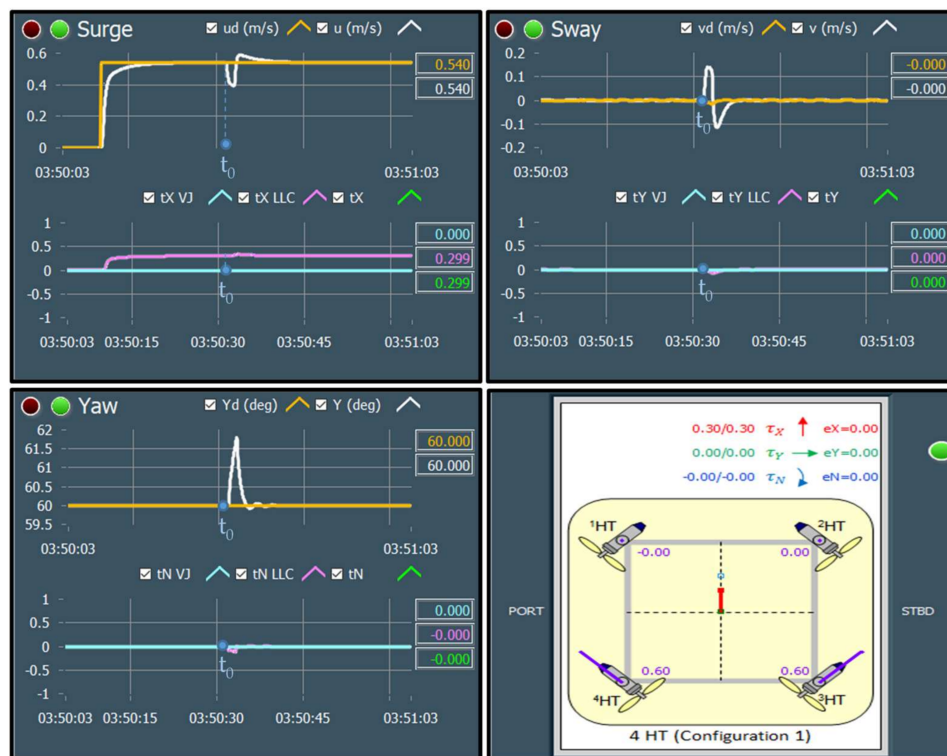 Surge
ud (m/s) u (m/s)
0.6
0.4
0.2
0
0.540
0.540
t0
03:50:03 03:51:03
tX VJ tX LLC tX
1
0.5
0
-0.5
-1
0.000
0.299
0.299
t0
03:50:03 03:50:15 03:50:30 03:50:45 03:51:03
Sway
vd (m/s) v (m/s)
0.2
0.1
0
-0.1
-0.2
-0.000
-0.000
t0
03:50:03 03:51:03
tY VJ tY LLC tY
1
0.5
0
-0.5
-1
0.000
0.000
0.000
t0
03:50:03 03:50:15 03:50:30 03:50:45 03:51:03
Yaw
Yd (deg) Y (deg)
62
61.5
61
60.5
60
59.5
60.000
60.000
t0
03:50:03 03:51:03
tN VJ tN LLC tN
1
0.5
0
-0.5
-1
0.000
-0.000
-0.000
t0
03:50:03 03:50:15 03:50:30 03:50:45 03:51:03
0.30/0.30 τX eX=0.00
0.00/0.00 τY eY=0.00
-0.00/-0.00 τN eN=0.00
1HT 2HT
-0.00 0.00
PORT STBD
0.60 0.60
4HT 3HT
4 HT (Configuration 1)